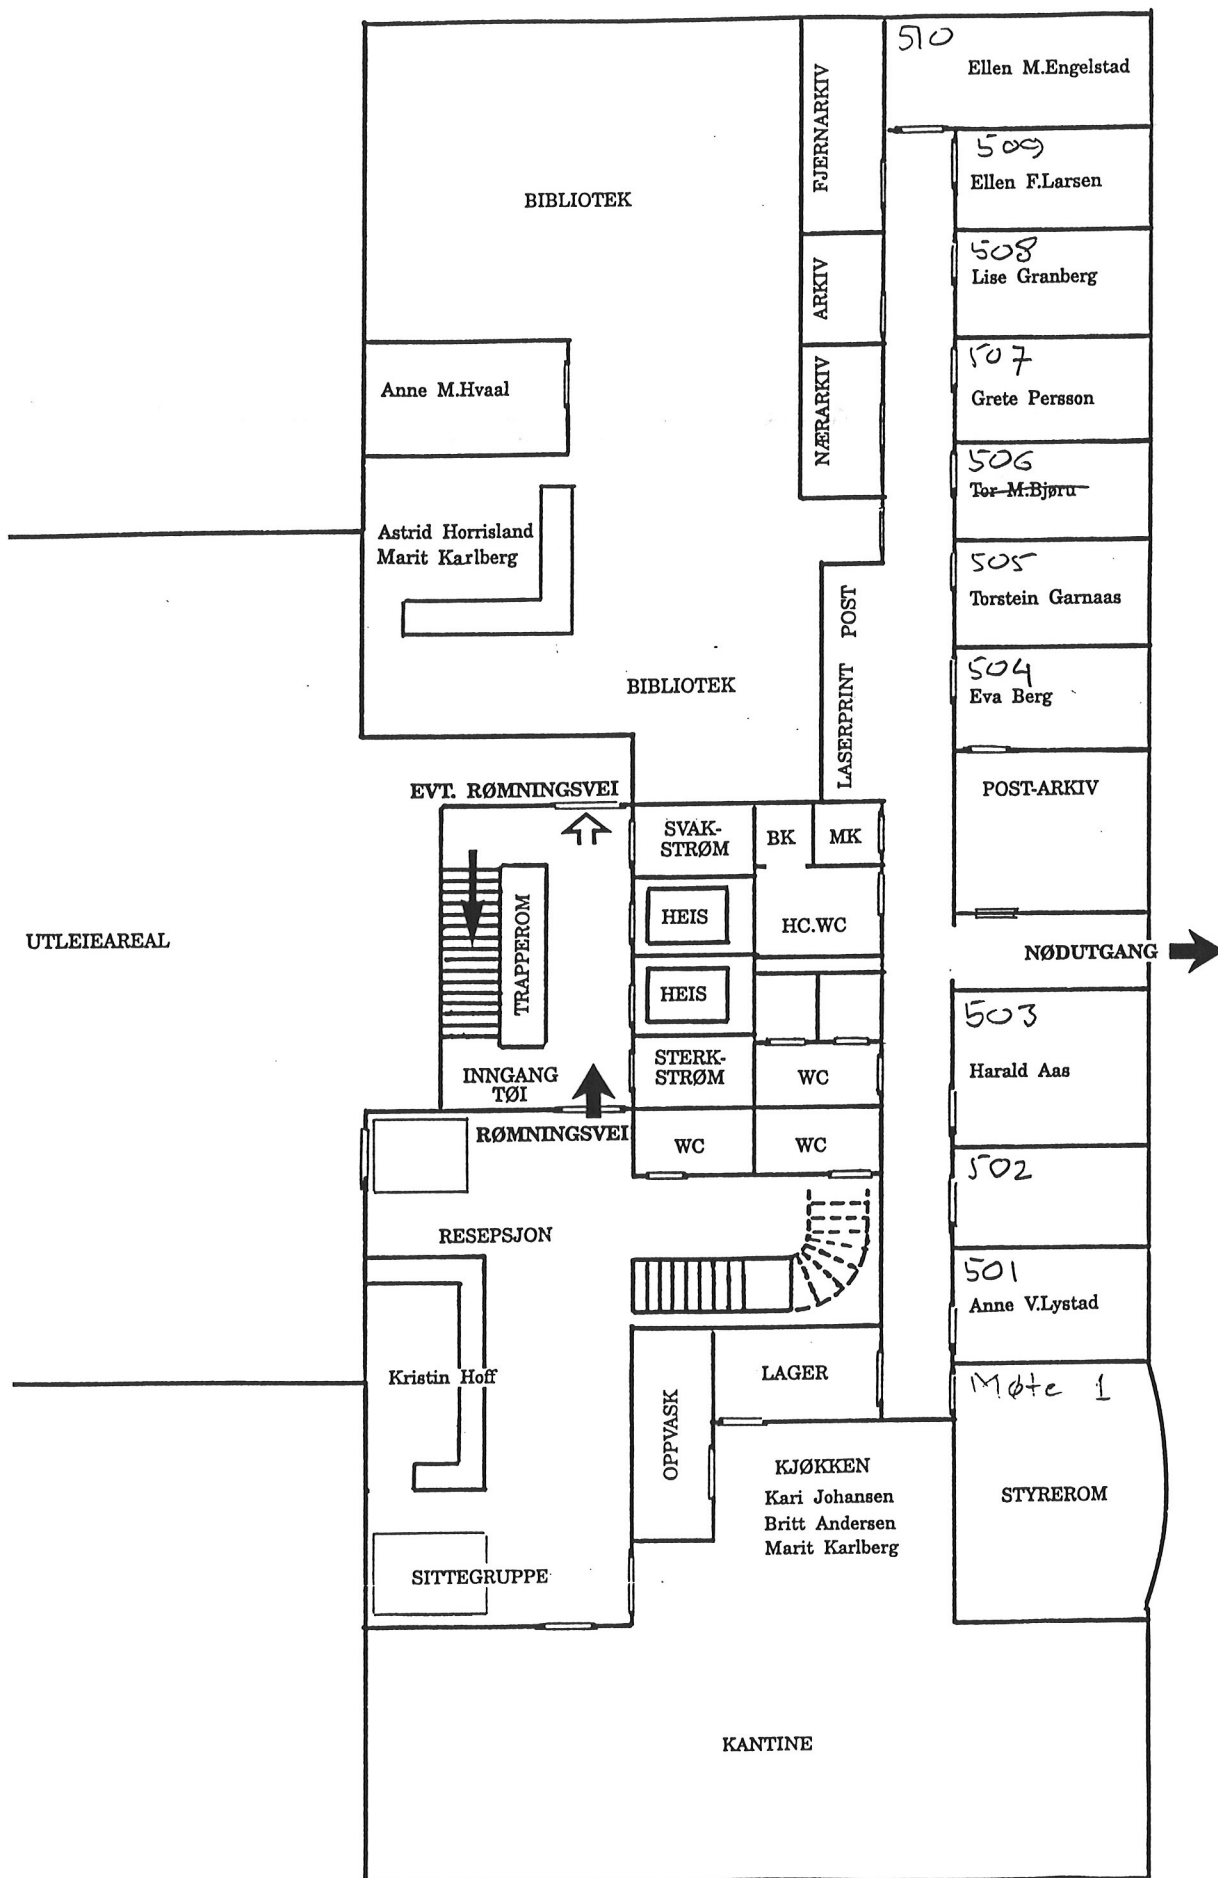 510
Ellen M.Engelstad
FJERNARKIV
509
Ellen F.Larsen
BIBLIOTEK
508
Lise Granberg
ARKIV
507
Grete Persson
NÆRARKIV
Anne M.Hvaal
506
Tor M.Bjøru
Astrid Horrisland
Marit Karlberg
505
Torstein Garnaas
LASERPRINT POST
504
Eva Berg
BIBLIOTEK
POST-ARKIV
EVT. RØMNINGSVEI
SVAK-
STRØM
BK
MK
TRAPPEROM
HEIS
HC.WC
UTLEIEAREAL
NØDUTGANG
HEIS
503
Harald Aas
STERK-
STRØM
WC
INNGANG
TØI
RØMNINGSVEI
WC
WC
502
RESEPSJON
501
Anne V.Lystad
Kristin Hoff
LAGER
Møte 1
OPPVASK
KJØKKEN
Kari Johansen
Britt Andersen
Marit Karlberg
STYREROM
SITTEGRUPPE
KANTINE